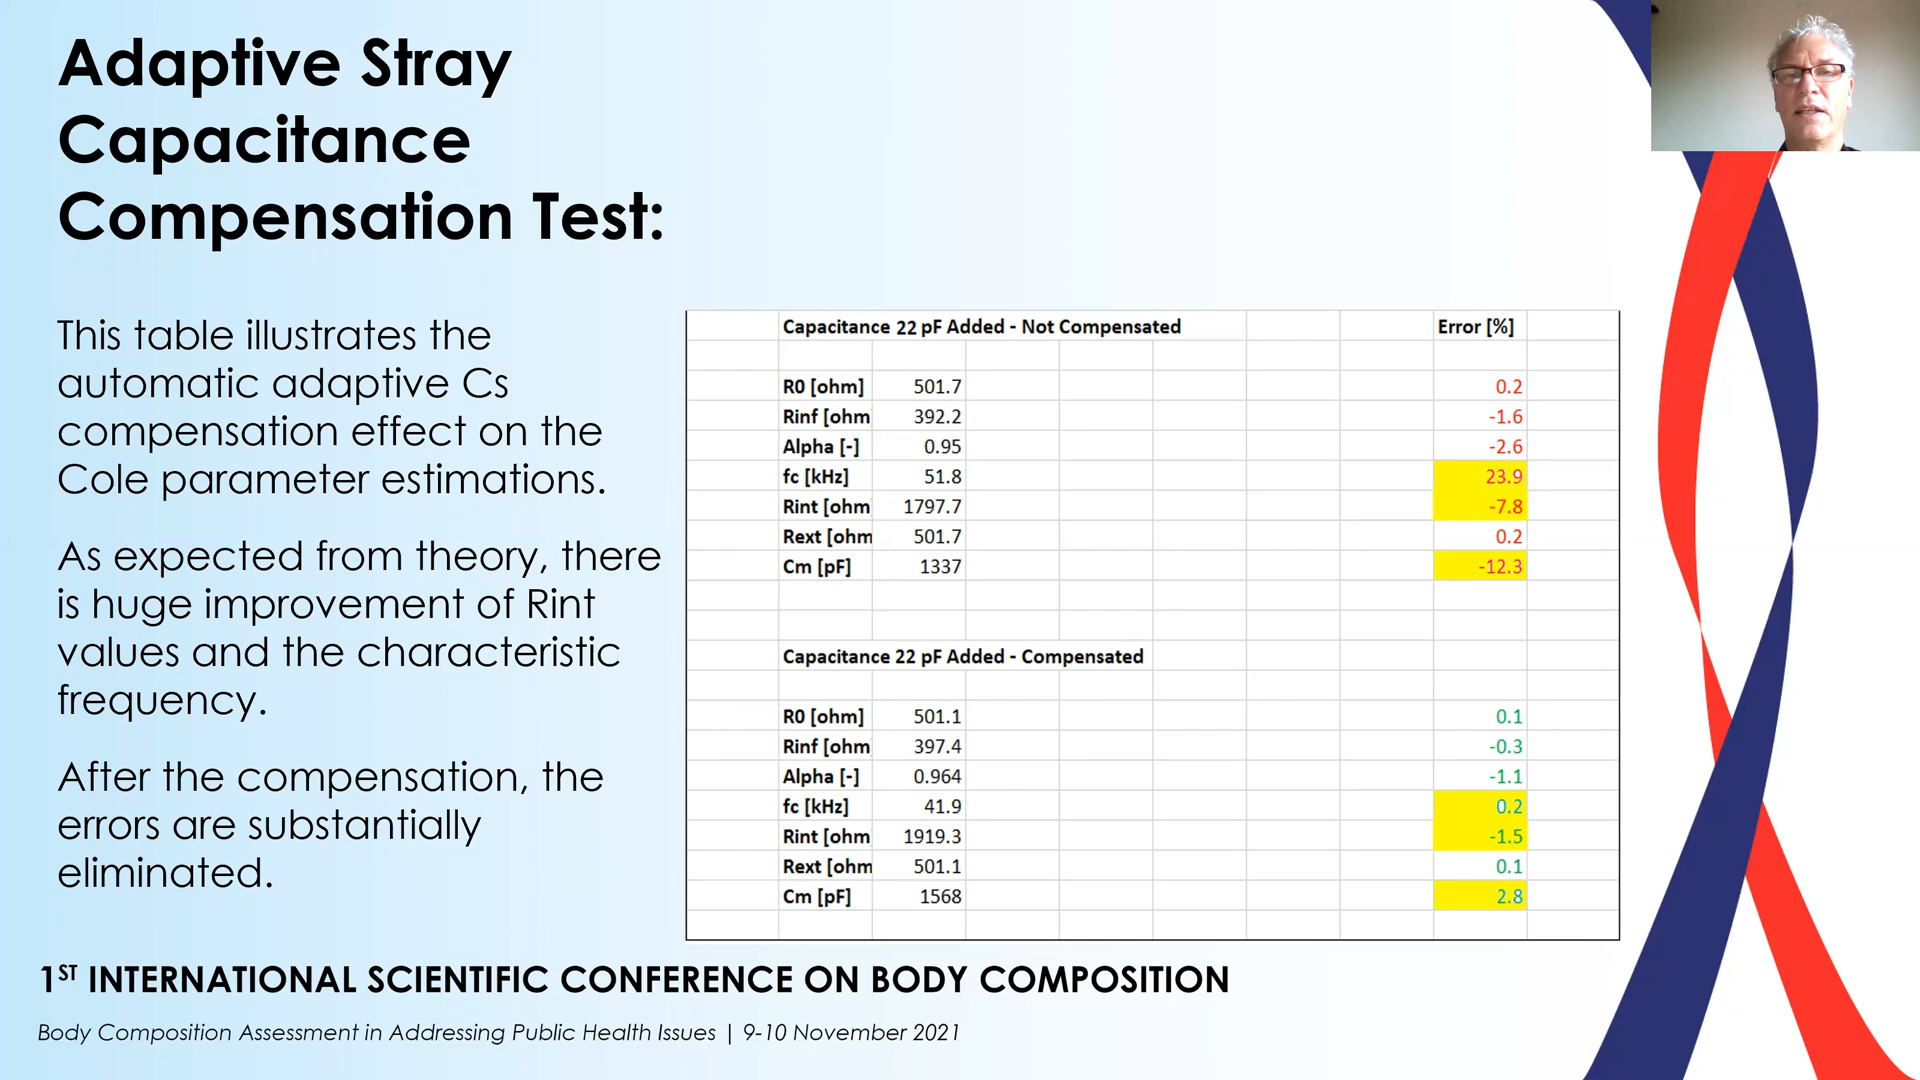 Adaptive Stray
Capacitance
Compensation Test:
This table illustrates the
automatic adaptive Cs
compensation effect on the
Cole parameter estimations.
As expected from theory, there
is huge improvement of Rint
values and the characteristic
frequency.
After the compensation, the
errors are substantially
eliminated.
Capacitance 22 pF Added - Not Compensated Error [%]
R0 [ohm] 501.7 0.2
Rinf [ohm 392.2 -1.6
Alpha [-] 0.95 -2.6
fc [kHz] 51.8 23.9
Rint [ohm 1797.7 -7.8
Rext [ohm 501.7 0.2
Cm [pF] 1337 -12.3
Capacitance 22 pF Added - Compensated
R0 [ohm] 501.1 0.1
Rinf [ohm 397.4 -0.3
Alpha [-] 0.964 -1.1
fc [kHz] 41.9 0.2
Rint [ohm 1919.3 -1.5
Rext [ohm 501.1 0.1
Cm [pF] 1568 2.8
1ST INTERNATIONAL SCIENTIFIC CONFERENCE ON BODY COMPOSITION
Body Composition Assessment in Addressing Public Health Issues | 9-10 November 2021